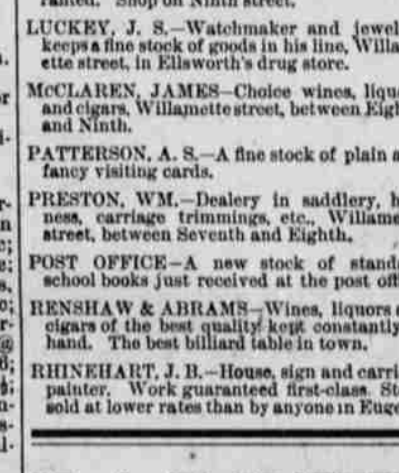 ranted. Shop on Ninth street.
LUCKEY, J. S.—Watchmaker and jewel
keeps a fine stock of goods in his line, Willa
ette street, in Ellsworth's drug store.
McCLAREN, JAMES—Choice wines, liqu
and cigars, Willamette street, between Eigh
and Ninth.
PATTERSON, A. S.—A fine stock of plain a
fancy visiting cards.
PRESTON, WM.—Dealery in saddlery, h
ness, carriage trimmings, etc., Willame
street, between Seventh and Eighth.
POST OFFICE—A new stock of stand
school books just received at the post off
RENSHAW & ABRAMS—Wines, liquors
cigars of the best quality kept constantly
hand. The best billiard table in town.
RHINEHART, J. B.—House, sign and carri
painter. Work guaranteed first-class. St
sold at lower rates than by anyone in Euge